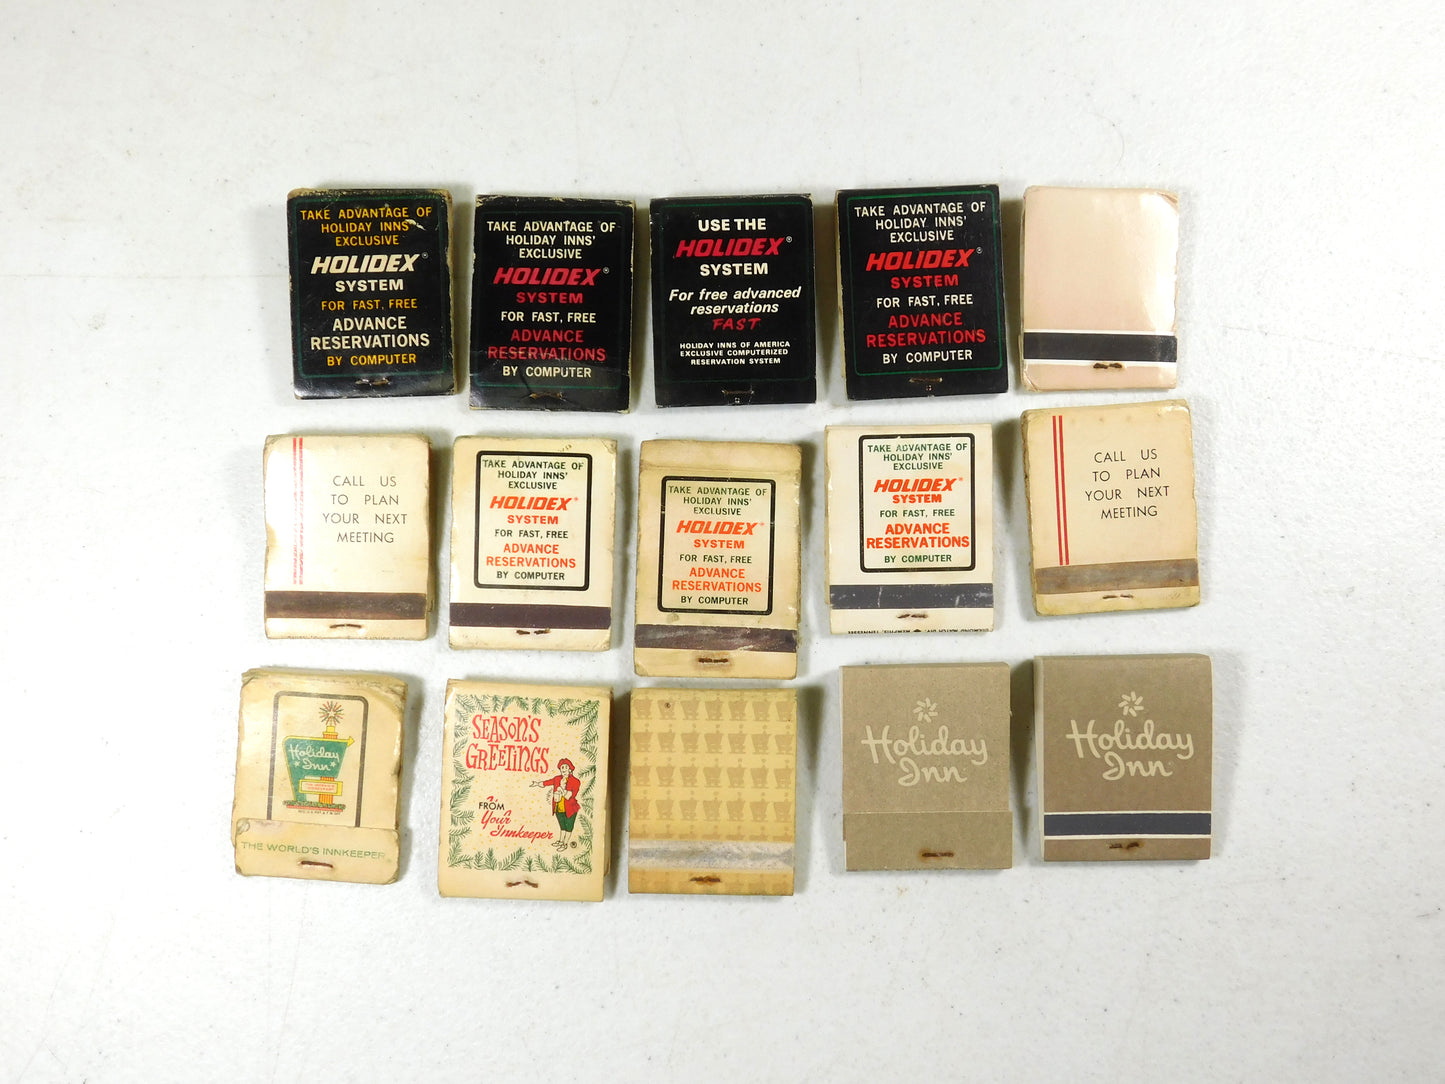 TAKE ADVANTAGE OF
HOLIDAY INNS'
EXCLUSIVE
HOLIDEX®
SYSTEM
FOR FAST, FREE
ADVANCE
RESERVATIONS
BY COMPUTER
TAKE ADVANTAGE OF
HOLIDAY INNS'
EXCLUSIVE
HOLIDEX®
SYSTEM
FOR FAST, FREE
ADVANCE
RESERVATIONS
BY COMPUTER
USE THE
HOLIDEX®
SYSTEM
For free advanced
reservations
FAST
HOLIDAY INNS OF AMERICA
EXCLUSIVE COMPUTERIZED
RESERVATION SYSTEM
TAKE ADVANTAGE OF
HOLIDAY INNS'
EXCLUSIVE
HOLIDEX®
SYSTEM
FOR FAST, FREE
ADVANCE
RESERVATIONS
BY COMPUTER
CALL US
TO PLAN
YOUR NEXT
MEETING
TAKE ADVANTAGE OF
HOLIDAY INNS'
EXCLUSIVE
HOLIDEX®
SYSTEM
FOR FAST, FREE
ADVANCE
RESERVATIONS
BY COMPUTER
TAKE ADVANTAGE OF
HOLIDAY INNS'
EXCLUSIVE
HOLIDEX®
SYSTEM
FOR FAST, FREE
ADVANCE
RESERVATIONS
BY COMPUTER
TAKE ADVANTAGE OF
HOLIDAY INNS'
EXCLUSIVE
HOLIDEX®
SYSTEM
FOR FAST, FREE
ADVANCE
RESERVATIONS
BY COMPUTER
CALL US
TO PLAN
YOUR NEXT
MEETING
Holiday
Inn
THE WORLD'S INNKEEPER
SEASON'S
GREETINGS
FROM
Your
Innkeeper
®
Holiday
Inn
Holiday
Inn